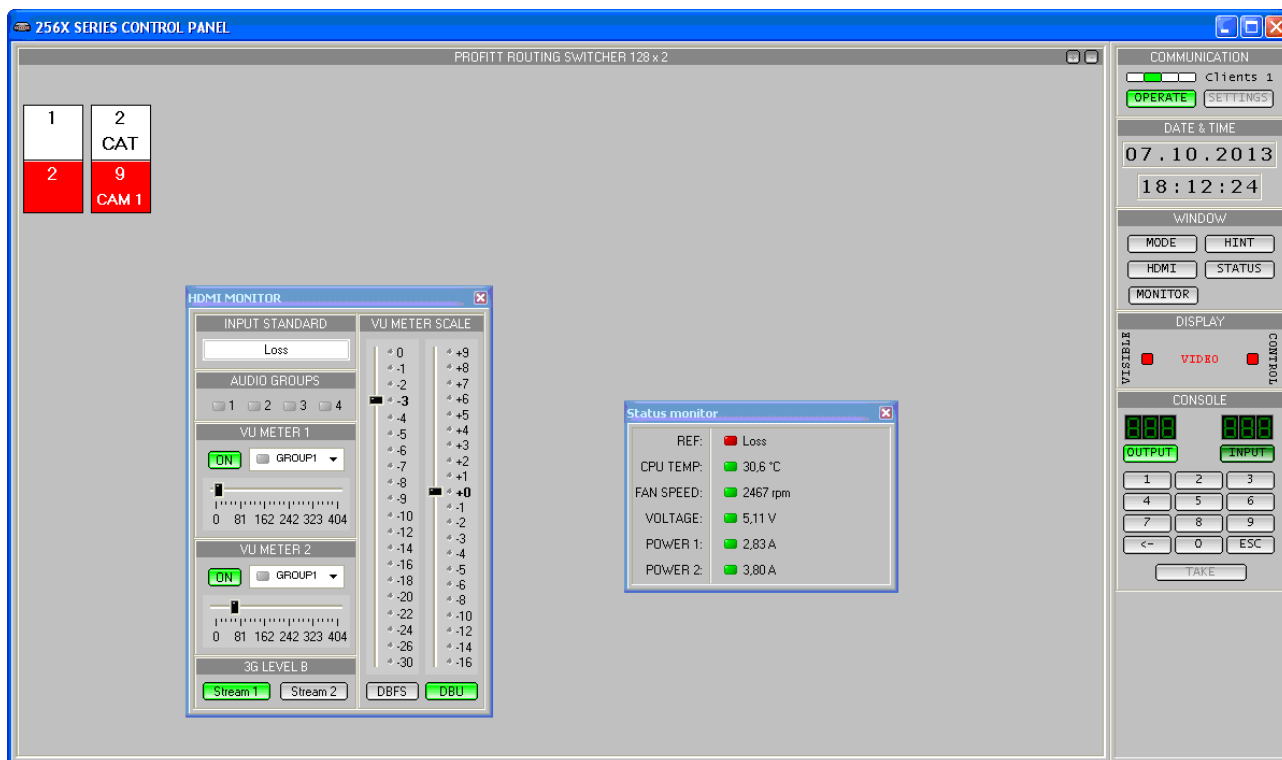 256X SERIES CONTROL PANEL
PROFITT ROUTING SWITCHER 128 x 2
1
2
2
CAT
9
CAM 1
HDMI MONITOR
INPUT STANDARD
Loss
AUDIO GROUPS
1 2 3 4
VU METER 1
ON GROUP1
0 81 162 242 323 404
VU METER 2
ON GROUP1
0 81 162 242 323 404
3G LEVEL B
Stream 1 Stream 2
VU METER SCALE
0 +9
-1 +8
-2 +7
-3 +6
-4 +5
-5 +4
-6 +3
-7 +2
-8 +1
-9 +0
-10 -1
-12 -2
-14 -3
-16 -4
-18 -5
-20 -6
-22 -8
-24 -10
-26 -12
-30 -14
-16
DBFS DBU
Status monitor
REF: Loss
CPU TEMP: 30,6 °C
FAN SPEED: 2467 rpm
VOLTAGE: 5,11 V
POWER 1: 2,83 A
POWER 2: 3,80 A
COMMUNICATION
Clients 1
OPERATE SETTINGS
DATE & TIME
07.10.2013
18:12:24
WINDOW
MODE HINT
HDMI STATUS
MONITOR
DISPLAY
VISIBLE VIDEO CONTROL
CONSOLE
OUTPUT INPUT
1 2 3
4 5 6
7 8 9
<- 0 ESC
TAKE